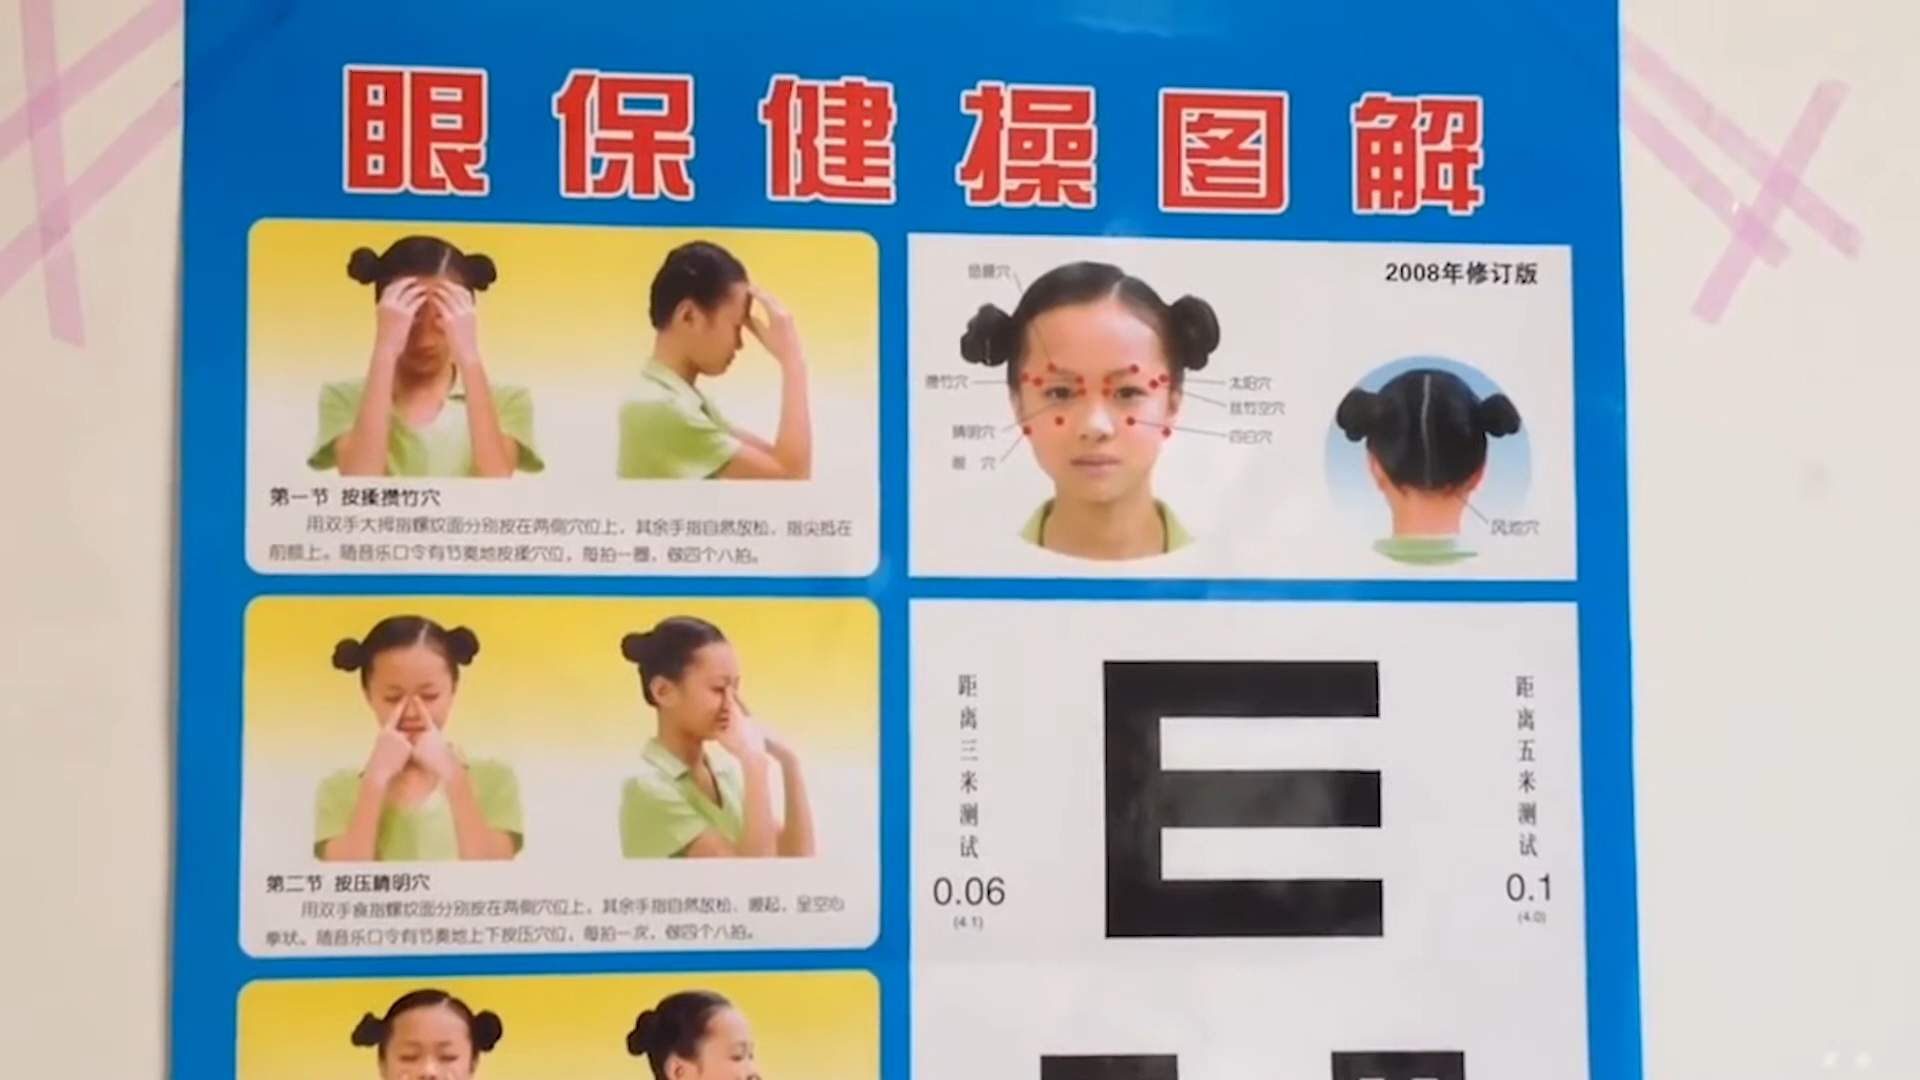 眼保健操图解
第一节 按揉攒竹穴
用双手大拇指螺纹面分别按在两侧穴位上，其余手指自然放松，指尖抵在
前额上。随音乐口令有节奏地按揉穴位，每拍一圈，做四个八拍。
第二节 按压睛明穴
用双手食指螺纹面分别按在两侧穴位上，其余手指自然放松、握起，呈空心
拳状。随音乐口令有节奏地上下按压穴位，每拍一次，做四个八拍。
2008年修订版
鱼腰穴
攒竹穴
睛明穴
太阳穴
丝竹空穴
四白穴
风池穴
距离三米测试
0.06
(4.1)
距离五米测试
0.1
(4.0)